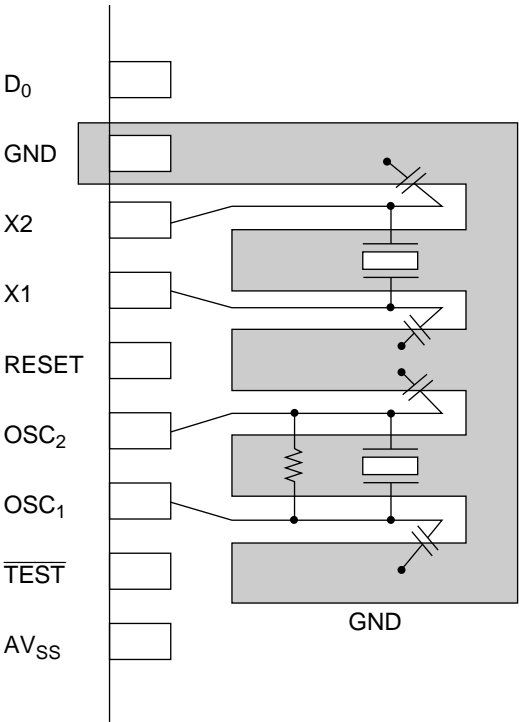 D0
GND
X2
X1
RESET
OSC2
OSC1
TEST
AVSS
GND